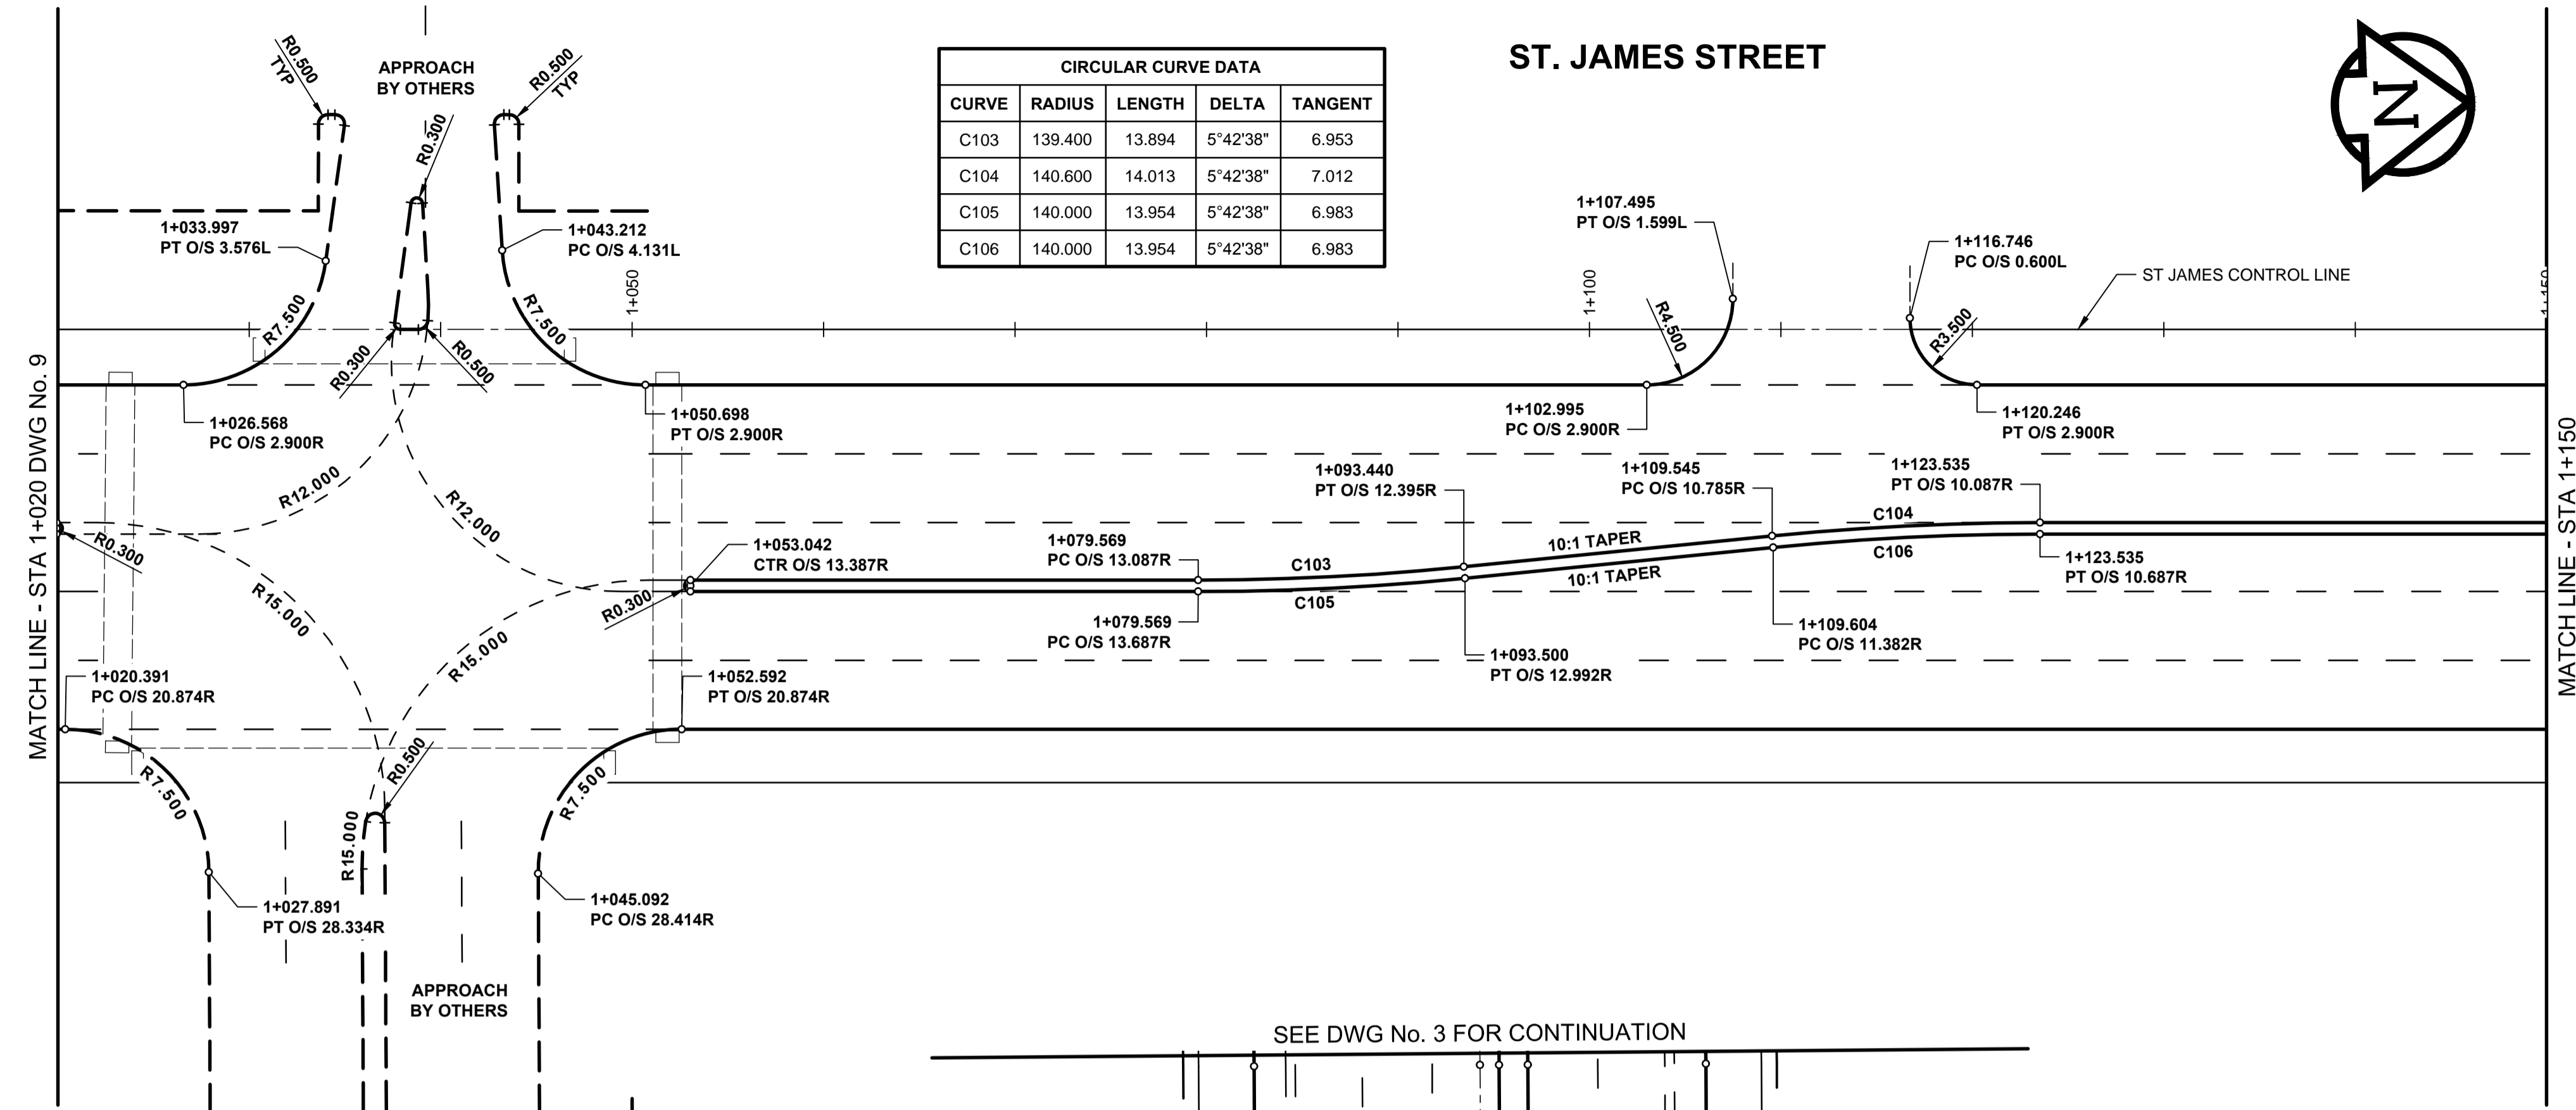 ST. JAMES STREET
N
CIRCULAR CURVE DATA
CURVE RADIUS LENGTH DELTA TANGENT
C103 139.400 13.894 5°42'38" 6.953
C104 140.600 14.013 5°42'38" 7.012
C105 140.000 13.954 5°42'38" 6.983
C106 140.000 13.954 5°42'38" 6.983
R0.500
TYP
APPROACH
BY OTHERS
R0.500
TYP
R0.300
1+033.997
PT O/S 3.576L
1+043.212
PC O/S 4.131L
1+050
1+107.495
PT O/S 1.599L
1+100
1+116.746
PC O/S 0.600L
ST JAMES CONTROL LINE
1+150
R7.500
R7.500
R0.300
R0.500
R4.500
R3.500
MATCH LINE - STA 1+020 DWG No. 9
1+026.568
PC O/S 2.900R
1+050.698
PT O/S 2.900R
1+102.995
PC O/S 2.900R
1+120.246
PT O/S 2.900R
MATCH LINE - STA 1+150
R12.000
R12.000
1+093.440
PT O/S 12.395R
1+109.545
PC O/S 10.785R
1+123.535
PT O/S 10.087R
C104
R0.300
1+053.042
CTR O/S 13.387R
1+079.569
PC O/S 13.087R
C103
10:1 TAPER
10:1 TAPER
C106
1+123.535
PT O/S 10.687R
R15.000
R0.300
C105
R15.000
1+079.569
PC O/S 13.687R
1+093.500
PT O/S 12.992R
1+109.604
PC O/S 11.382R
1+020.391
PC O/S 20.874R
1+052.592
PT O/S 20.874R
R7.500
R0.500
R7.500
R15.000
1+027.891
PT O/S 28.334R
1+045.092
PC O/S 28.414R
APPROACH
BY OTHERS
SEE DWG No. 3 FOR CONTINUATION